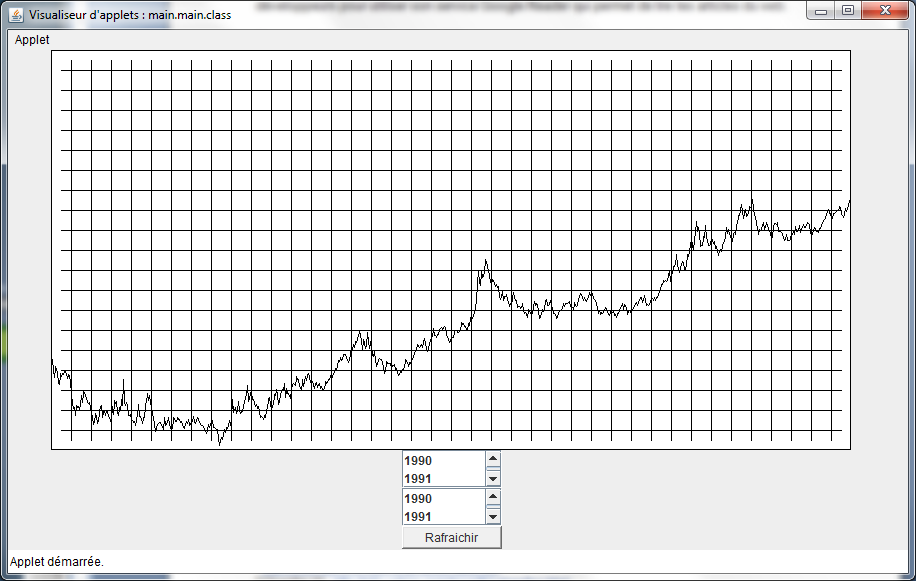 Visualiseur d'applets : main.main.class
Applet
1990
1991
1990
1991
Rafraichir
Applet démarrée.